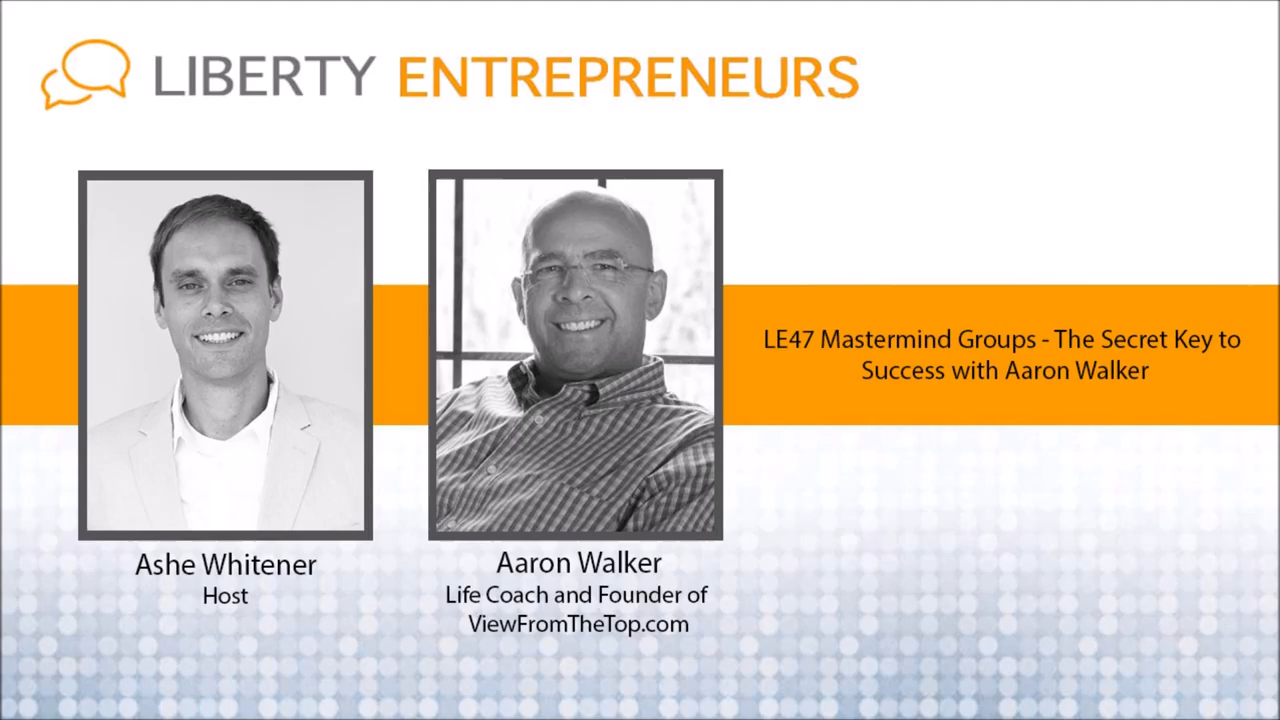 LIBERTY ENTREPRENEURS
LE47 Mastermind Groups - The Secret Key to
Success with Aaron Walker
Ashe Whitener
Host
Aaron Walker
Life Coach and Founder of
ViewFromTheTop.com